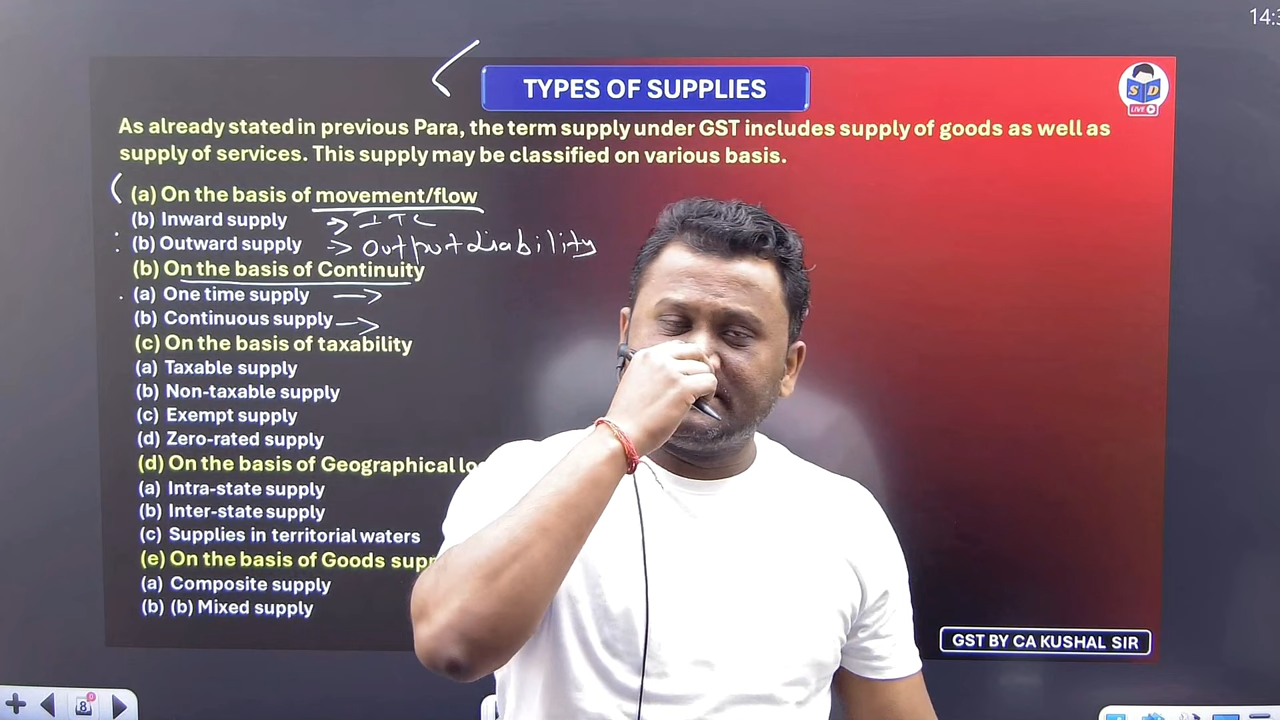 14:3
TYPES OF SUPPLIES
S D
LIVE
As already stated in previous Para, the term supply under GST includes supply of goods as well as
supply of services. This supply may be classified on various basis.
(a) On the basis of movement/flow
(b) Inward supply → ITC
(b) Outward supply → Output Liability
(b) On the basis of Continuity
(a) One time supply →
(b) Continuous supply →
(c) On the basis of taxability
(a) Taxable supply
(b) Non-taxable supply
(c) Exempt supply
(d) Zero-rated supply
(d) On the basis of Geographical
(a) Intra-state supply
(b) Inter-state supply
(c) Supplies in territorial waters
(e) On the basis of Goods
(a) Composite supply
(b) (b) Mixed supply
GST BY CA KUSHAL SIR
8